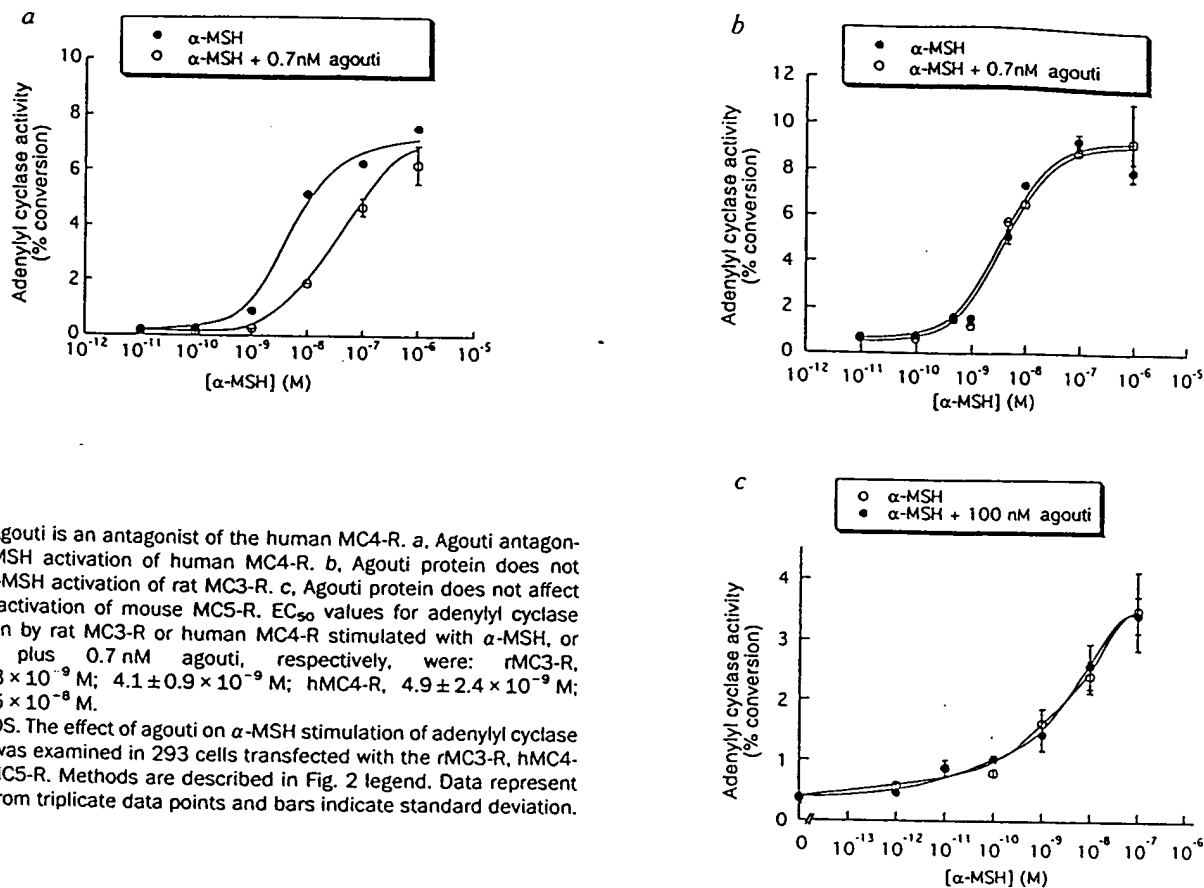 a
α-MSH
α-MSH + 0.7nM agouti
Adenylyl cyclase activity
(% conversion)
10
8
6
4
2
0
10⁻¹² 10⁻¹¹ 10⁻¹⁰ 10⁻⁹ 10⁻⁸ 10⁻⁷ 10⁻⁶ 10⁻⁵
[α-MSH] (M)
b
α-MSH
α-MSH + 0.7nM agouti
Adenylyl cyclase activity
(% conversion)
12
10
8
6
4
2
0
10⁻¹² 10⁻¹¹ 10⁻¹⁰ 10⁻⁹ 10⁻⁸ 10⁻⁷ 10⁻⁶ 10⁻⁵
[α-MSH] (M)
gouti is an antagonist of the human MC4-R. a, Agouti antagon-
MSH activation of human MC4-R. b, Agouti protein does not
-MSH activation of rat MC3-R. c, Agouti protein does not affect
activation of mouse MC5-R. EC₅₀ values for adenylyl cyclase
n by rat MC3-R or human MC4-R stimulated with α-MSH, or
plus 0.7 nM agouti, respectively, were: rMC3-R,
× 10⁻⁹ M; 4.1 ± 0.9 × 10⁻⁹ M; hMC4-R, 4.9 ± 2.4 × 10⁻⁹ M;
× 10⁻⁸ M.
DS. The effect of agouti on α-MSH stimulation of adenylyl cyclase
was examined in 293 cells transfected with the rMC3-R, hMC4-
C5-R. Methods are described in Fig. 2 legend. Data represent
rom triplicate data points and bars indicate standard deviation.
c
α-MSH
α-MSH + 100 nM agouti
Adenylyl cyclase activity
(% conversion)
4
3
2
1
0
0 10⁻¹³ 10⁻¹² 10⁻¹¹ 10⁻¹⁰ 10⁻⁹ 10⁻⁸ 10⁻⁷ 10⁻⁶
[α-MSH] (M)